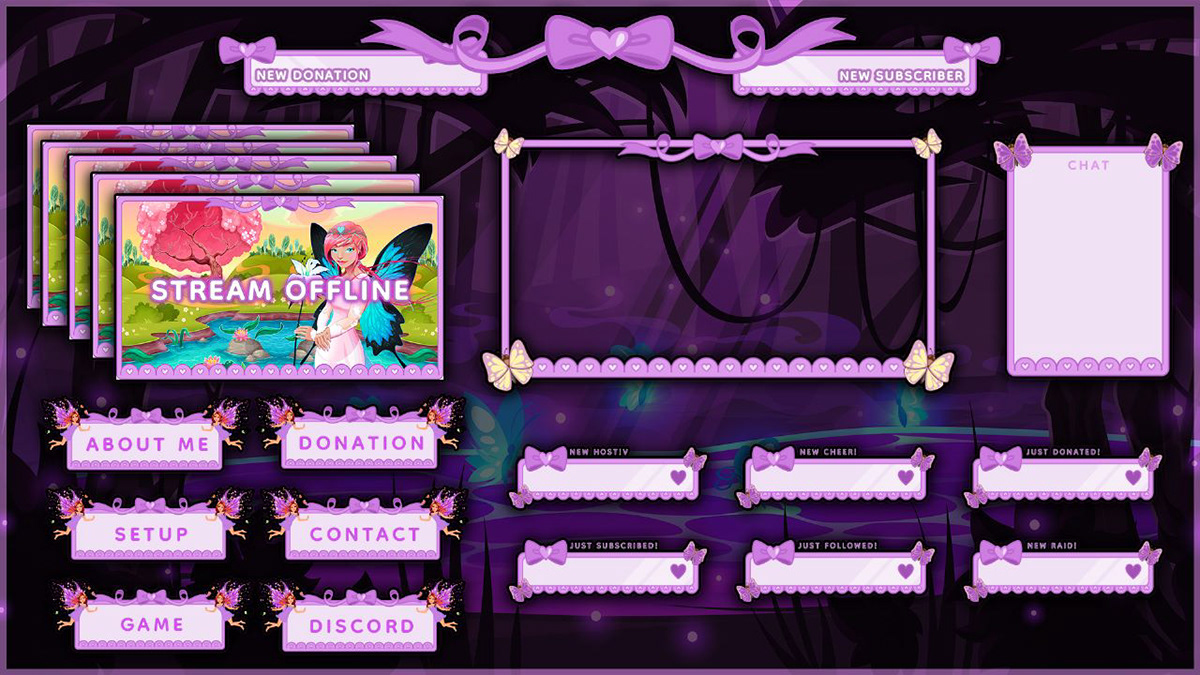 NEW DONATION
NEW SUBSCRIBER
CHAT
STREAM OFFLINE
ABOUT ME
DONATION
SETUP
CONTACT
GAME
DISCORD
NEW HOST!V
NEW CHEER!
JUST DONATED!
JUST SUBSCRIBED!
JUST FOLLOWED!
NEW RAID!